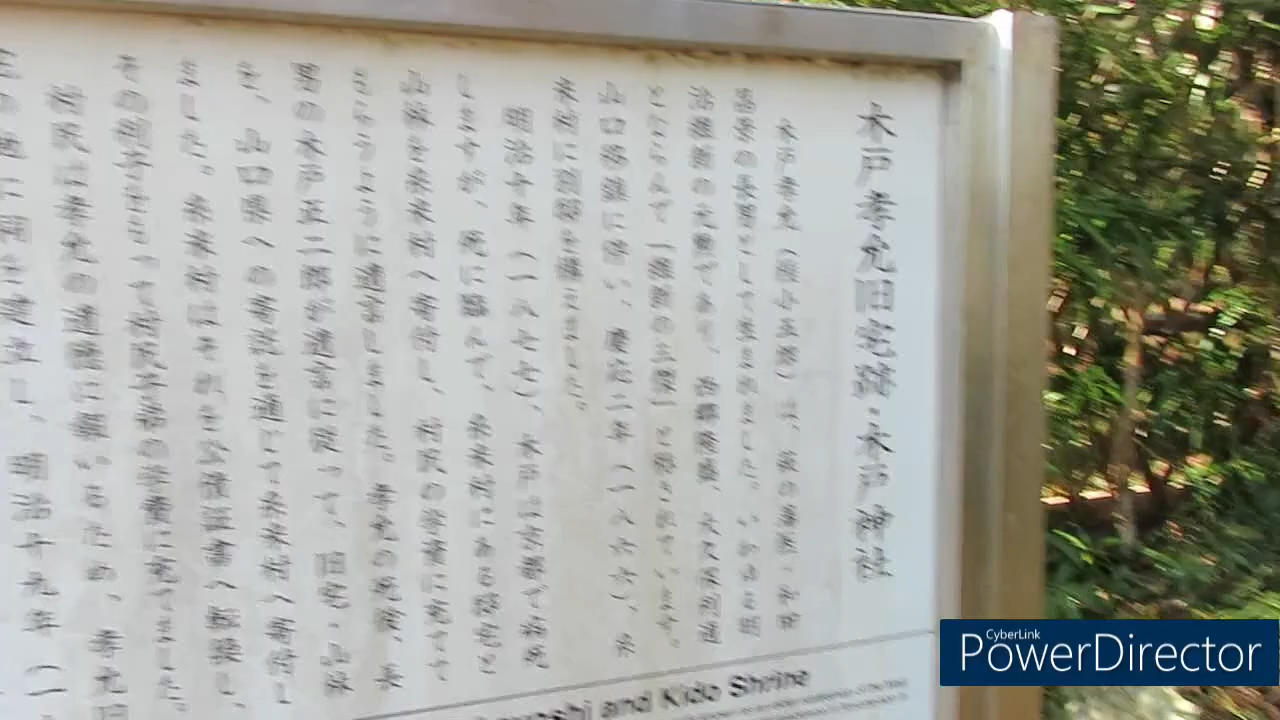 木戸孝允旧宅跡・木戸神社
木戸孝允（桂小五郎）は、萩の藩医・和田
昌景の長男として生まれました。いわゆる明
治維新の元勲であり、西郷隆盛、大久保利通
とならんで「維新の三傑」と称されています。
山口移鎮に伴い、慶応二年（一八六六）、糸
米村に居を構えました。
明治十年（一八七七）、木戸は京都で病死
しますが、死に臨んで、糸米村にある居宅と
山林を糸米村へ寄付し、村民の学資に充てて
もらうように遺言しました。孝允の死後、長
男の木戸正二郎が遺言に従って、旧宅・山林
を、山口県への寄託を通じて糸米村へ寄付し
ました。糸米村はそれを公債証書へ転換し、
その利子をもって村民子弟の学資に充てました。
村民は孝允の遺徳に報いるため、孝允旧
宅の地に祠を建立し、明治十九年（一
and Kido Shrine
CyberLink
PowerDirector